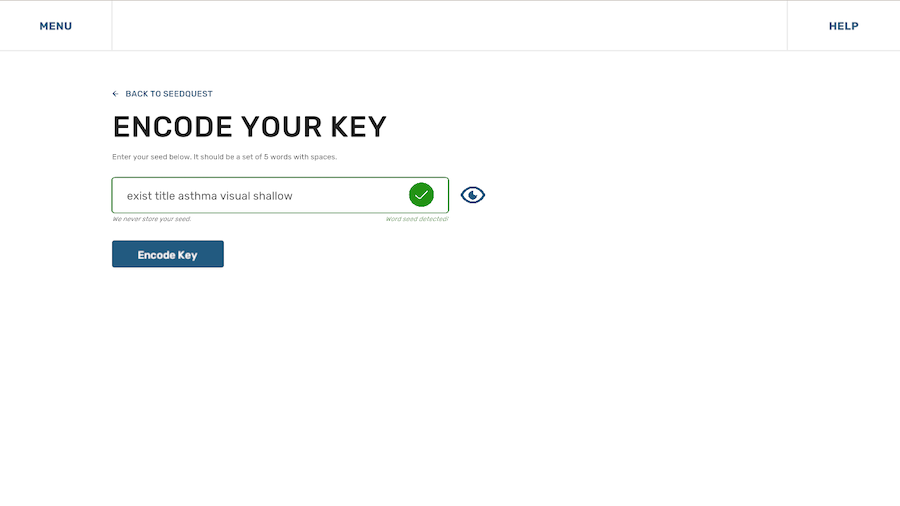 MENU
HELP
BACK TO SEEDQUEST
ENCODE YOUR KEY
Enter your seed below. It should be a set of 5 words with spaces.
exist title asthma visual shallow
We never store your seed.
Word seed detected!
Encode Key